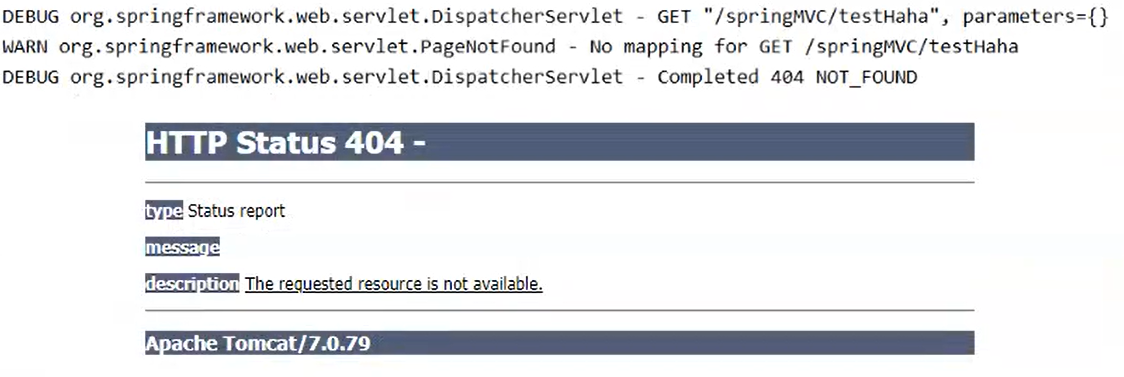 DEBUG org.springframework.web.servlet.DispatcherServlet - GET "/springMVC/testHaha", parameters={}
WARN org.springframework.web.servlet.PageNotFound - No mapping for GET /springMVC/testHaha
DEBUG org.springframework.web.servlet.DispatcherServlet - Completed 404 NOT_FOUND
HTTP Status 404 -
type Status report
message
description The requested resource is not available.
Apache Tomcat/7.0.79